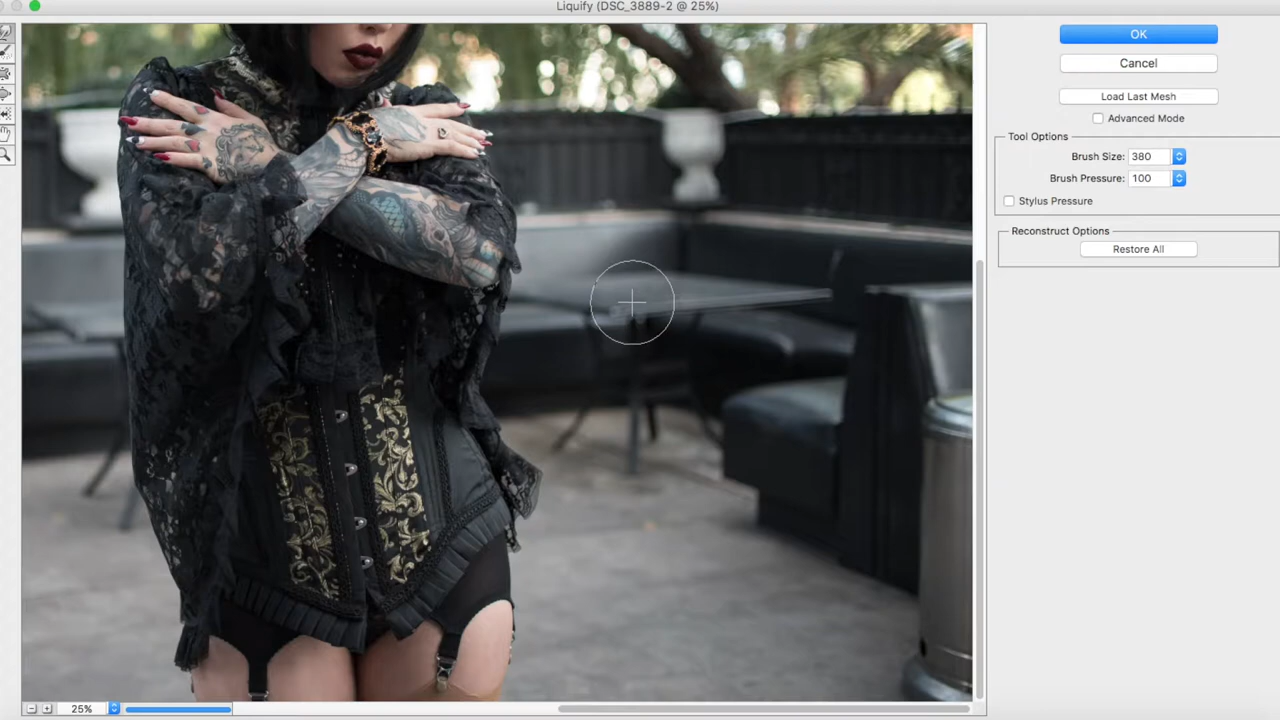 Liquify (DSC_3889-2 @ 25%)
OK
Cancel
Load Last Mesh
Advanced Mode
Tool Options
Brush Size: 380
Brush Pressure: 100
Stylus Pressure
Reconstruct Options
Restore All
25%